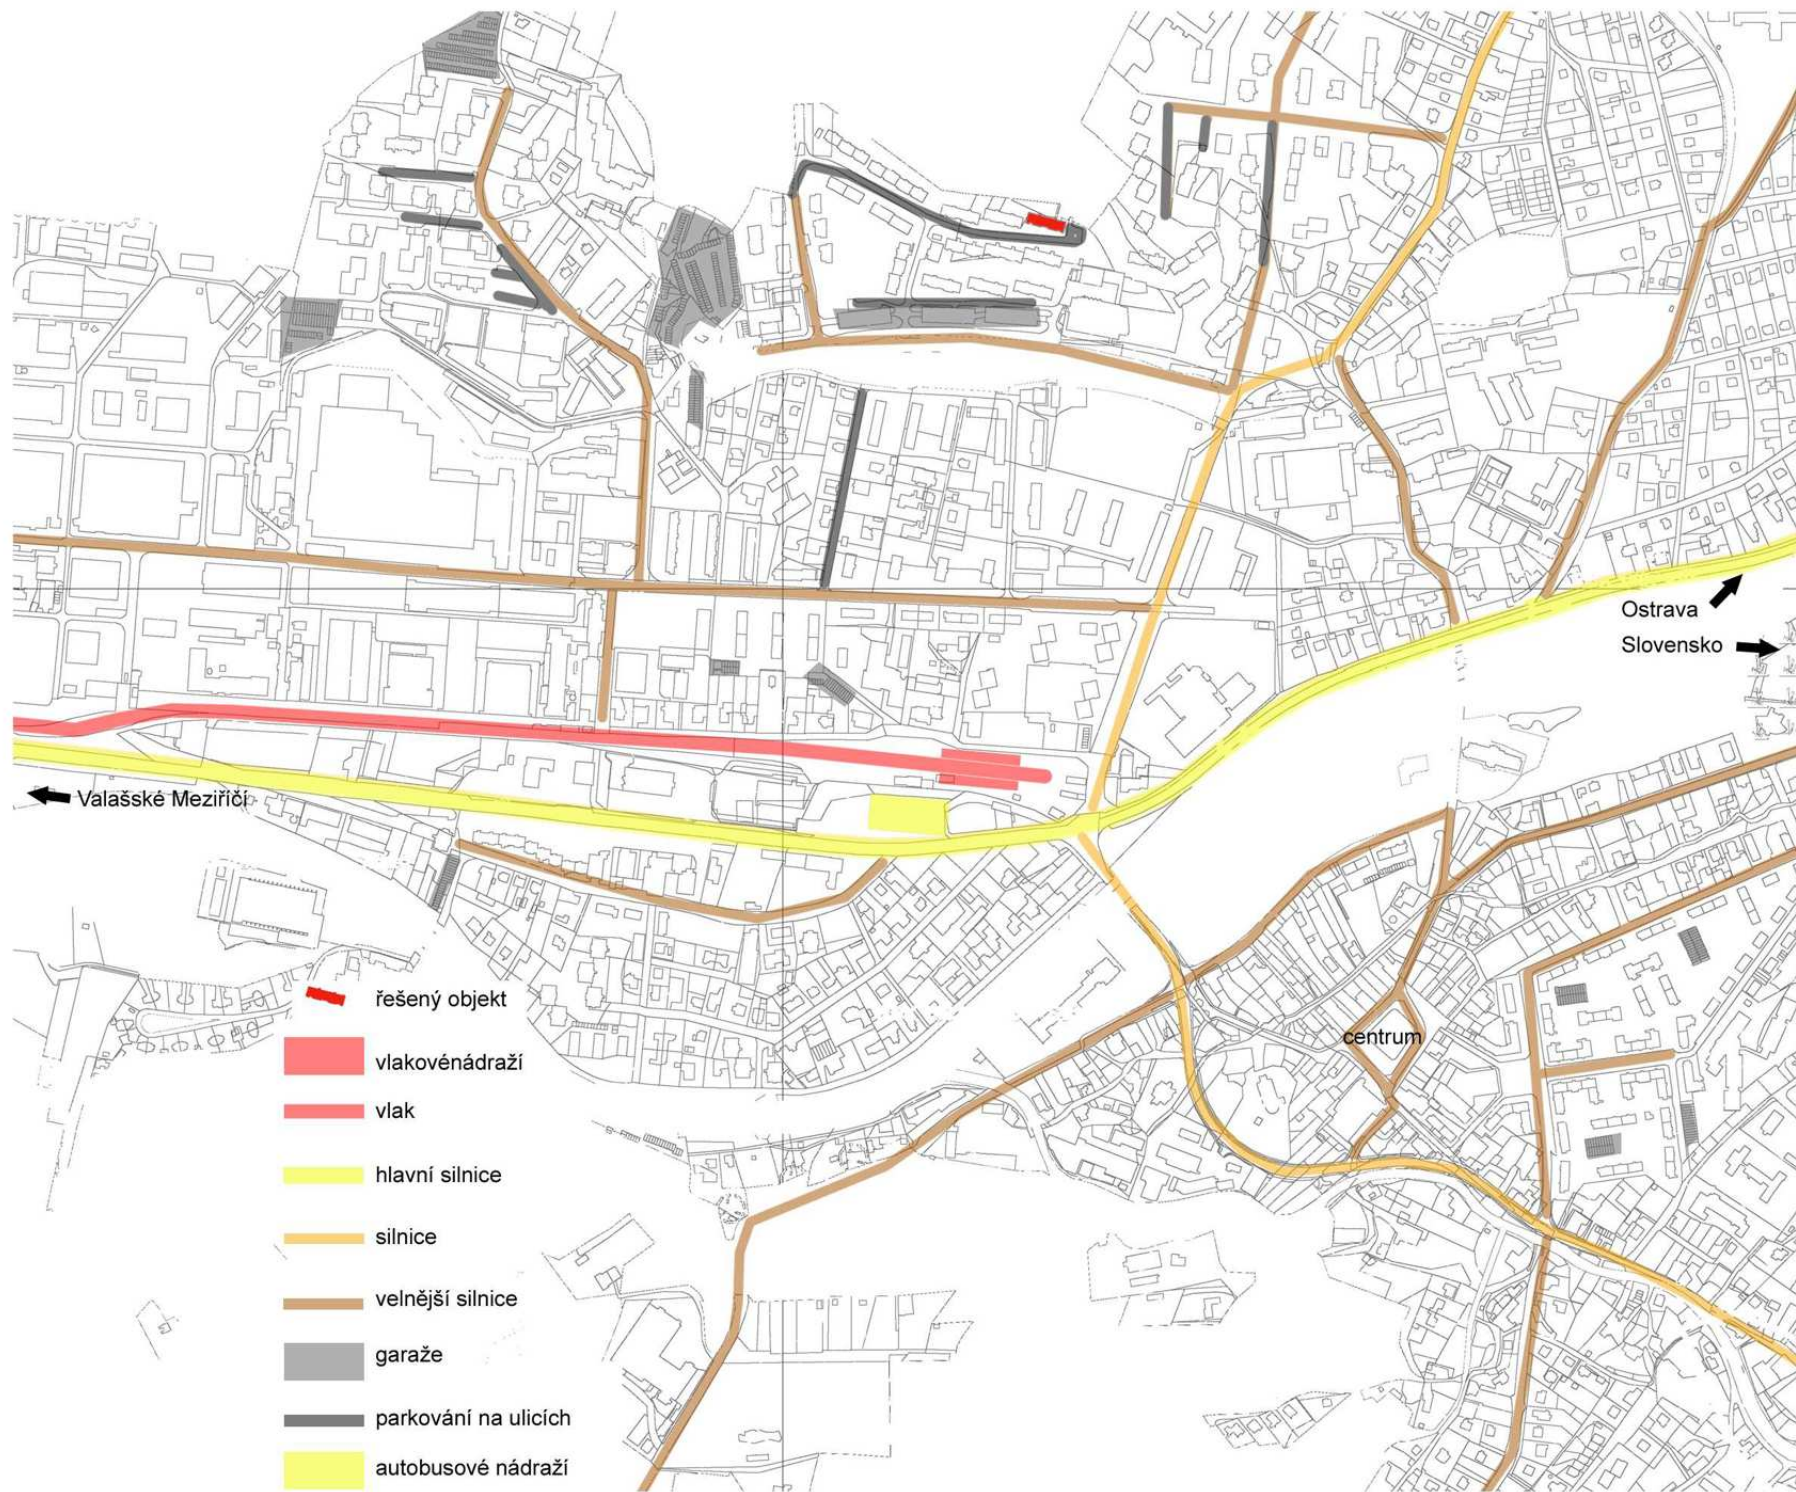 Ostrava
Slovensko
Valašské Meziříčí
centrum
řešený objekt
vlakovénádraží
vlak
hlavní silnice
silnice
velnější silnice
garaže
parkování na ulicích
autobusové nádraží